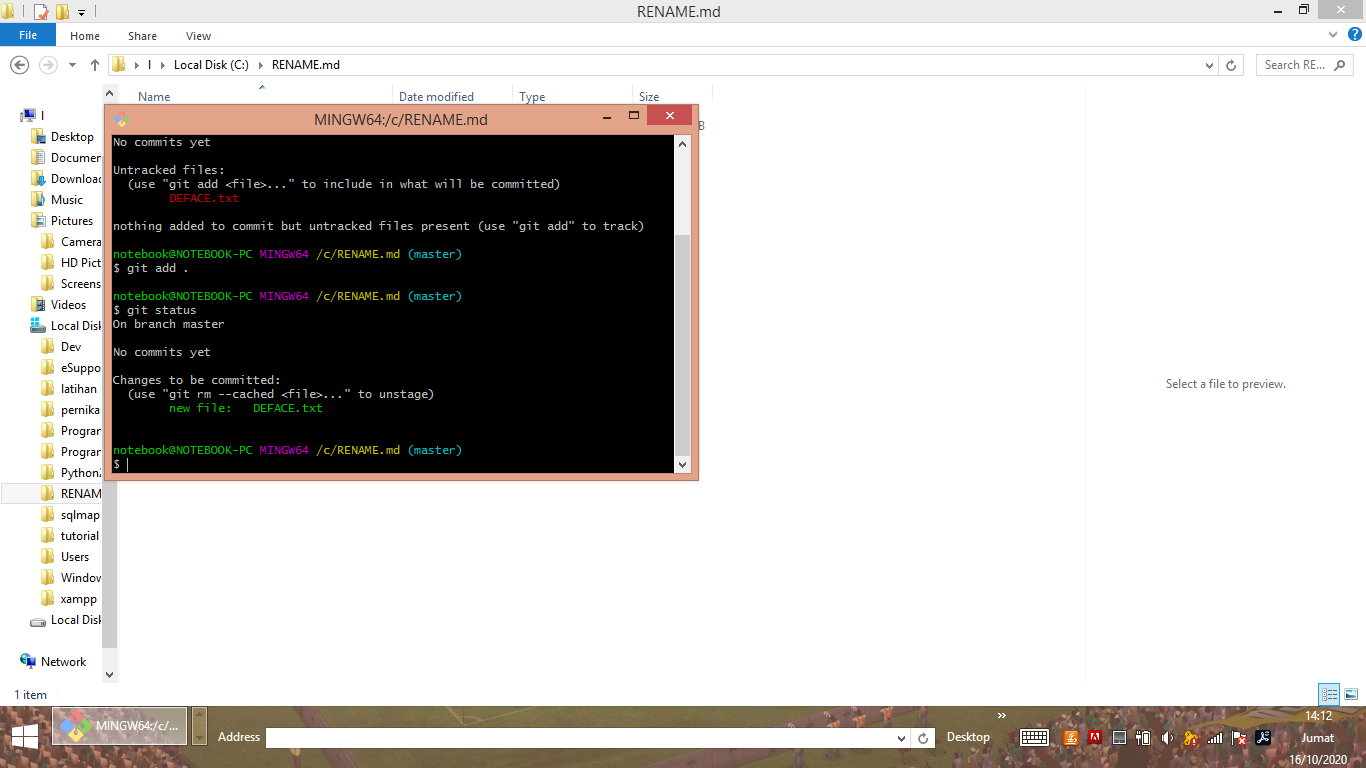 RENAME.md
File Home Share View
I Local Disk (C:) RENAME.md
Search RE...
Name Date modified Type Size
I
Desktop
Documen
Download
Music
Pictures
Camera
HD Pict
Screens
Videos
Local Disk
Dev
eSuppo
latihan
pernika
Program
Program
Python2
RENAM
sqlmap
tutorial
Users
Window
xampp
Local Disk
Network
MINGW64:/c/RENAME.md
No commits yet
Untracked files:
(use "git add <file>..." to include in what will be committed)
DEFACE.txt
nothing added to commit but untracked files present (use "git add" to track)
notebook@NOTEBOOK-PC MINGW64 /c/RENAME.md (master)
$ git add .
notebook@NOTEBOOK-PC MINGW64 /c/RENAME.md (master)
$ git status
On branch master
No commits yet
Changes to be committed:
(use "git rm --cached <file>..." to unstage)
new file: DEFACE.txt
notebook@NOTEBOOK-PC MINGW64 /c/RENAME.md (master)
$
B
Select a file to preview.
1 item
MINGW64:/c/...
Address
Desktop
14:12
Jumat
16/10/2020